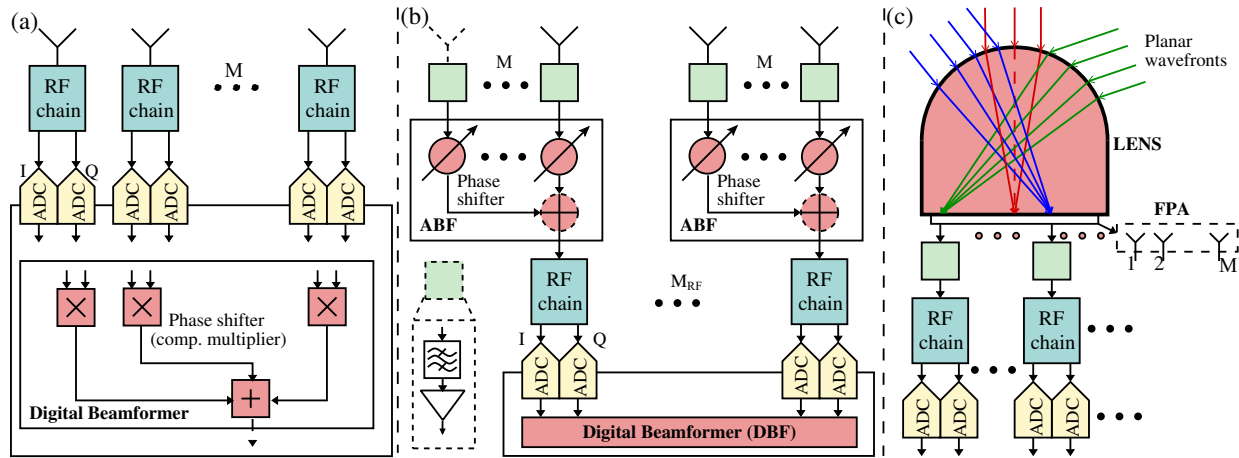 (a)
M
RF
chain
RF
chain
RF
chain
I
Q
ADC
ADC
ADC
ADC
ADC
ADC
Phase shifter
(comp. multiplier)
Digital Beamformer
(b)
M
M
Phase
shifter
ABF
Phase
shifter
ABF
RF
chain
M_RF
RF
chain
I
Q
ADC
ADC
ADC
ADC
Digital Beamformer (DBF)
(c)
Planar
wavefronts
LENS
FPA
1
2
M
RF
chain
RF
chain
ADC
ADC
ADC
ADC